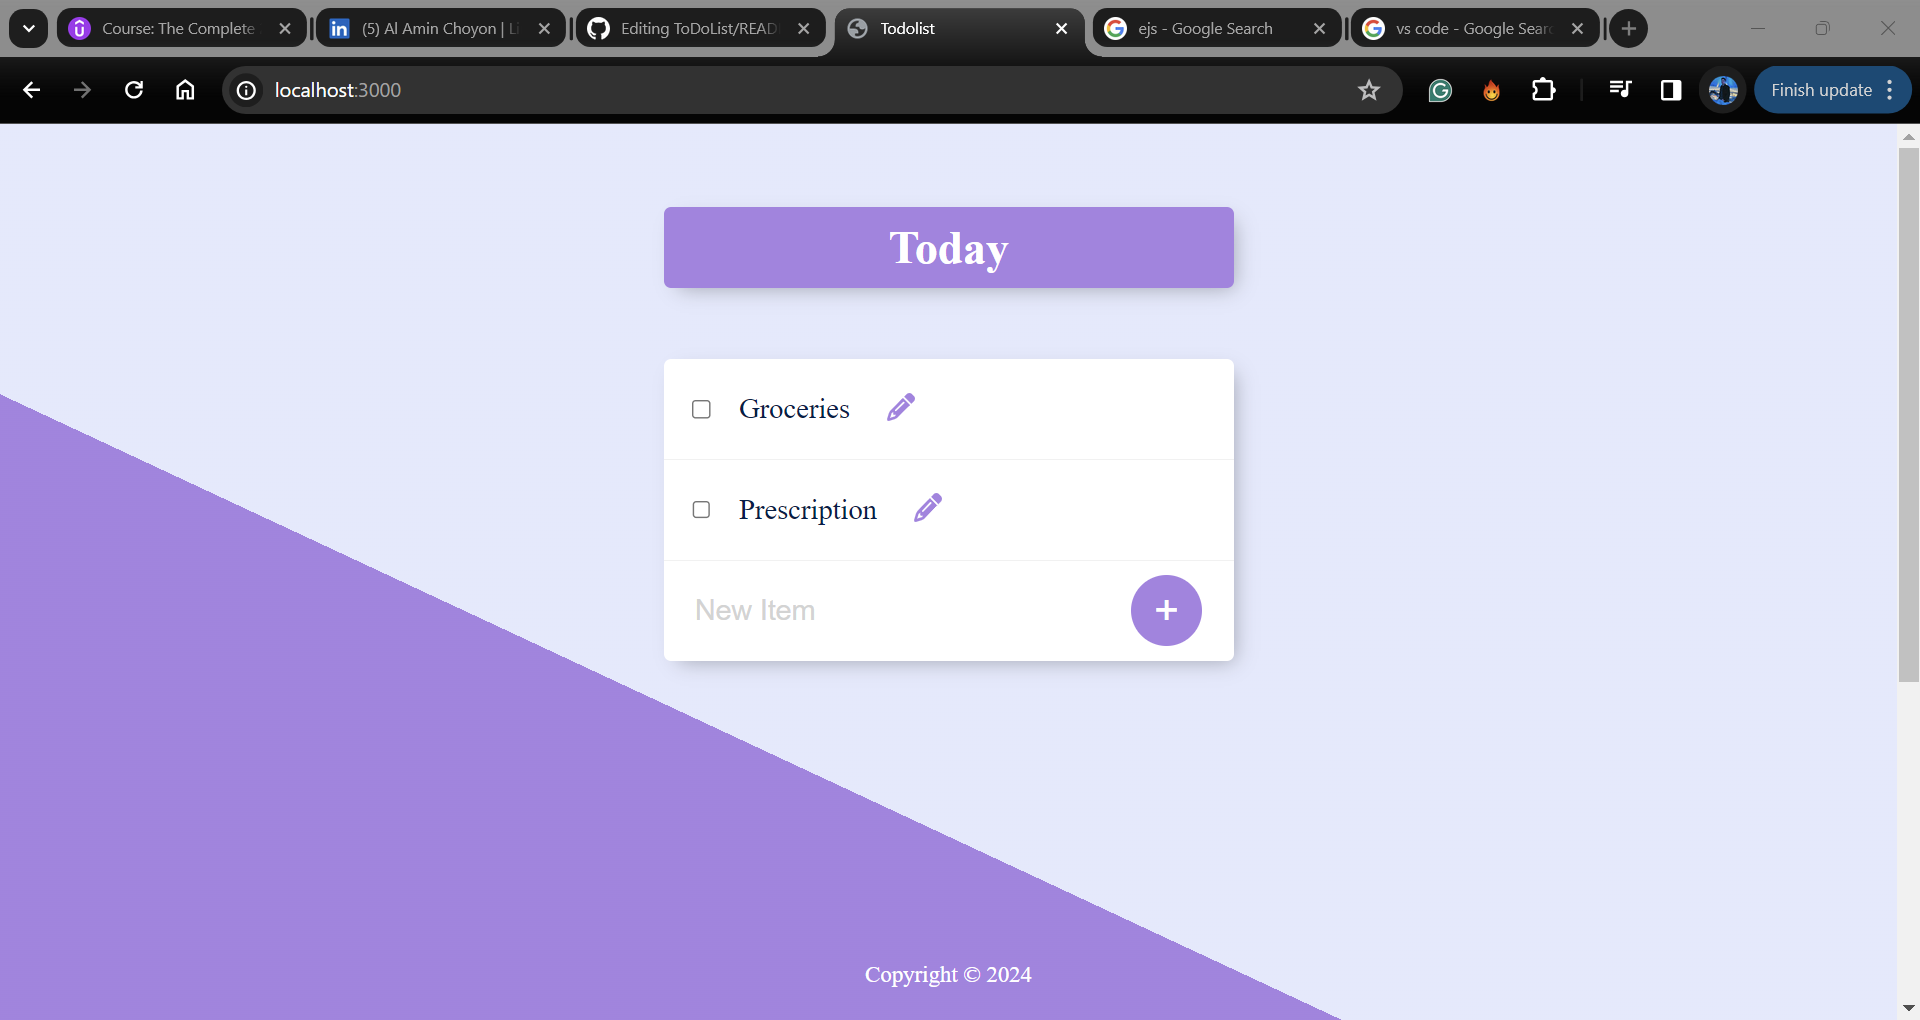 Course: The Complete
(5) Al Amin Choyon | Li
Editing ToDoList/READ
Todolist
ejs - Google Search
vs code - Google Sear
localhost:3000
Finish update
Today
Groceries
Prescription
New Item
+
Copyright © 2024